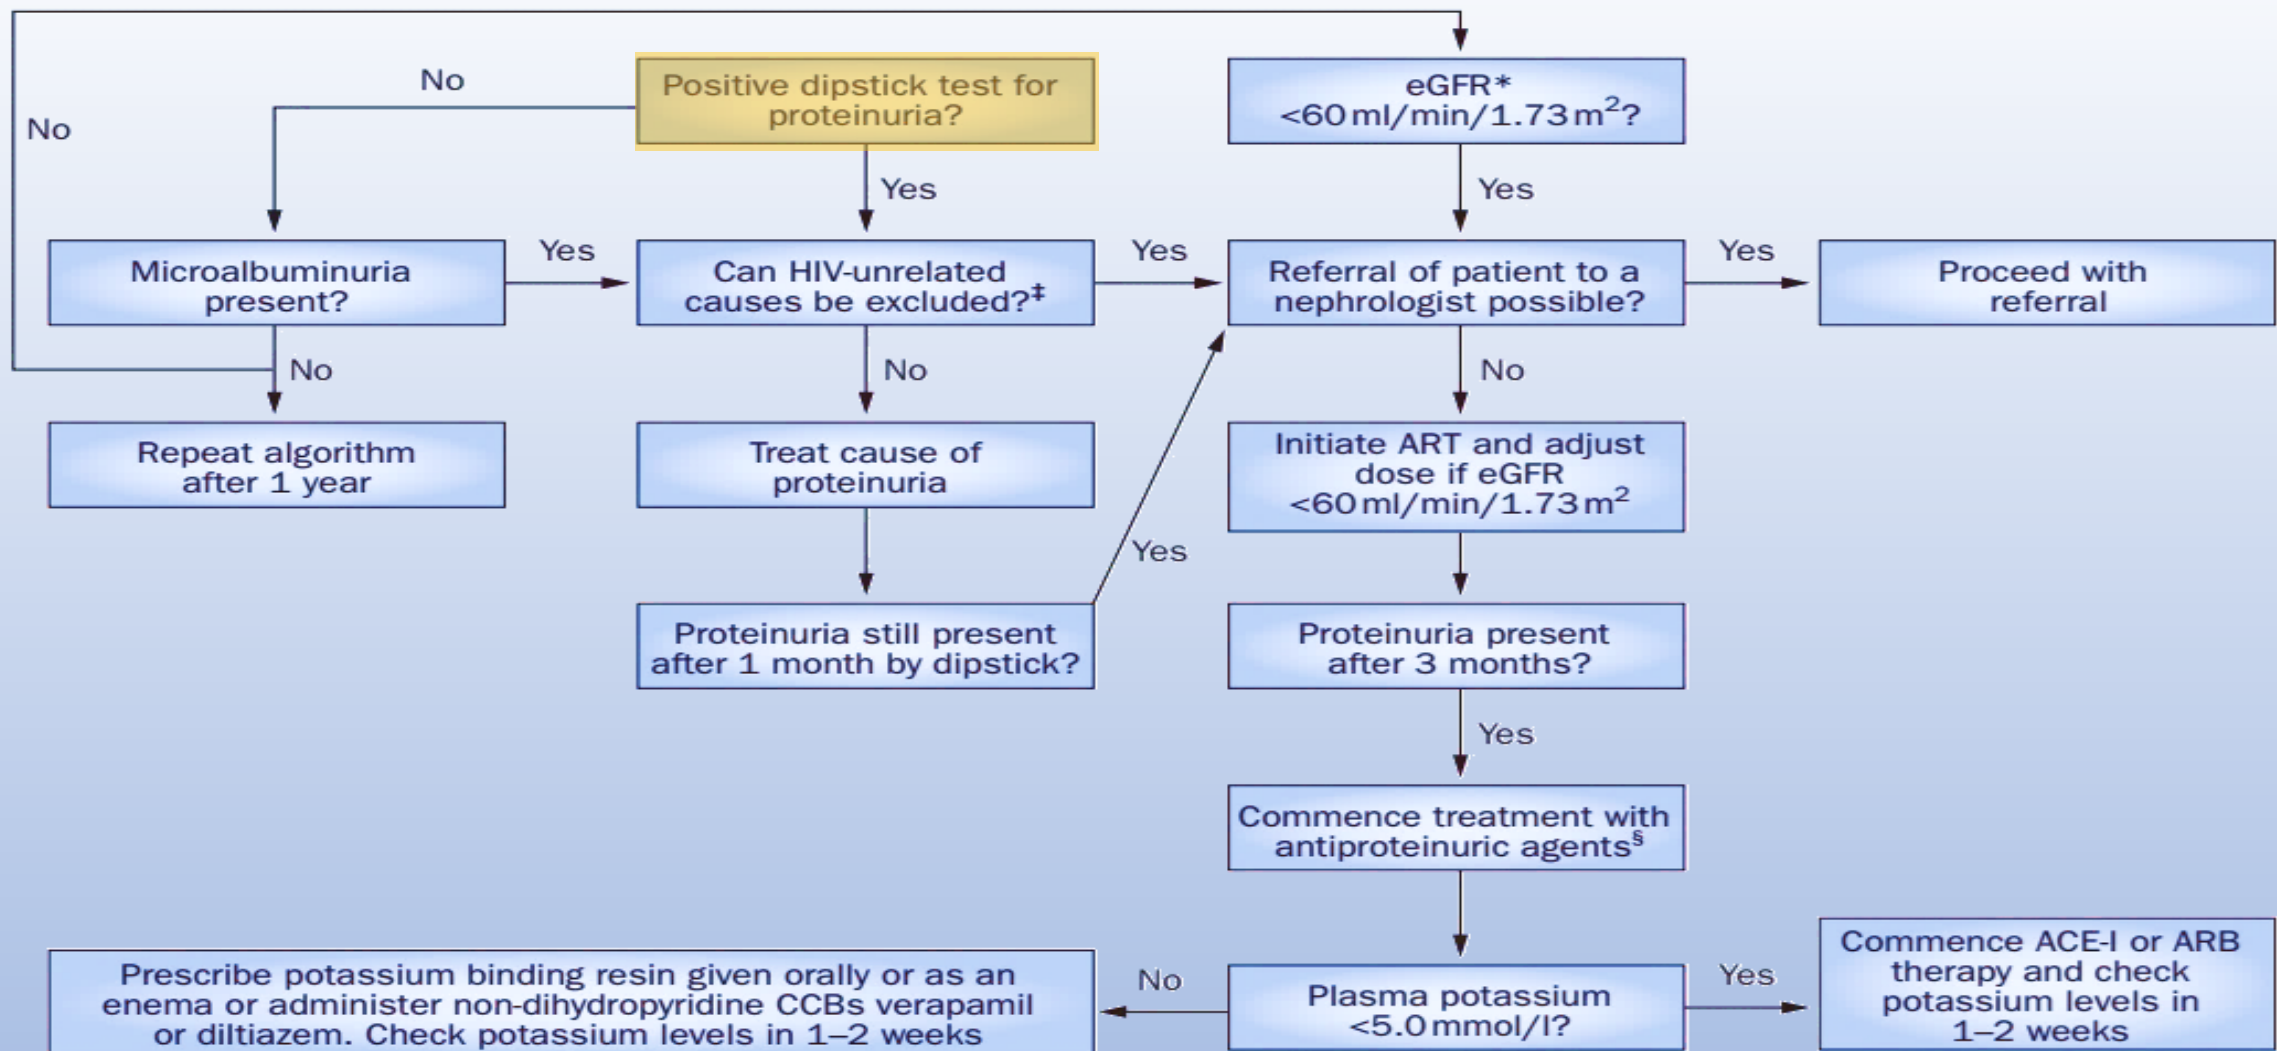 No
No
Positive dipstick test for
proteinuria?
eGFR*
<60 ml/min/1.73 m²?
Yes
Yes
Microalbuminuria
present?
Yes
Can HIV-unrelated
causes be excluded?‡
Yes
Referral of patient to a
nephrologist possible?
Yes
Proceed with
referral
No
No
No
Repeat algorithm
after 1 year
Treat cause of
proteinuria
Initiate ART and adjust
dose if eGFR
<60 ml/min/1.73 m²
Yes
Proteinuria still present
after 1 month by dipstick?
Proteinuria present
after 3 months?
Yes
Commence treatment with
antiproteinuric agents§
Prescribe potassium binding resin given orally or as an
enema or administer non-dihydropyridine CCBs verapamil
or diltiazem. Check potassium levels in 1–2 weeks
No
Plasma potassium
<5.0 mmol/l?
Yes
Commence ACE-I or ARB
therapy and check
potassium levels in
1–2 weeks